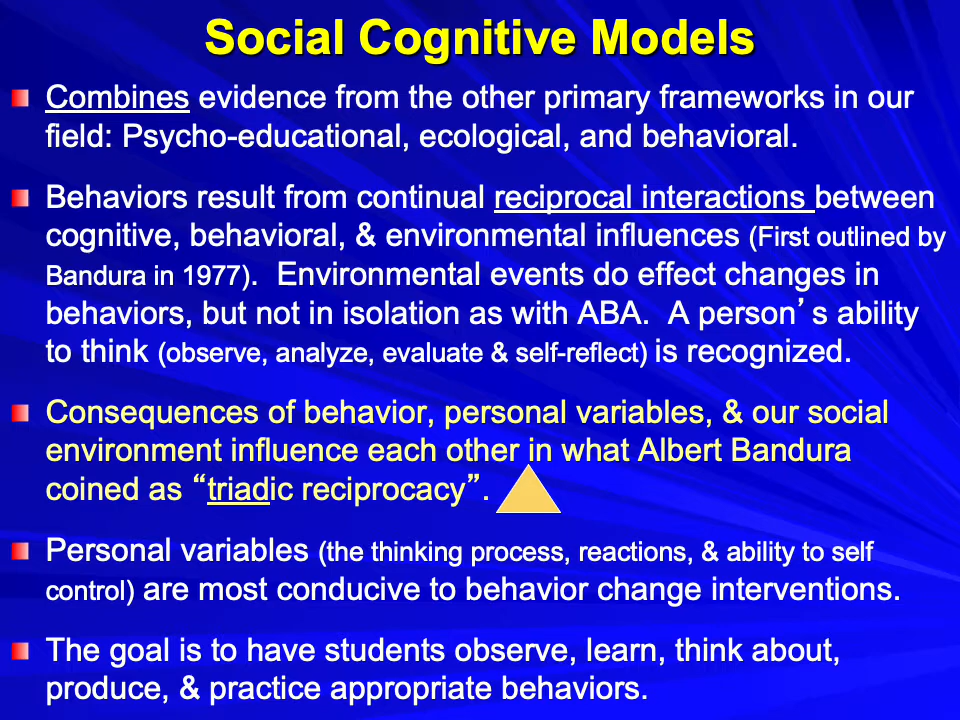 Social Cognitive Models
Combines evidence from the other primary frameworks in our
field: Psycho-educational, ecological, and behavioral.
Behaviors result from continual reciprocal interactions between
cognitive, behavioral, & environmental influences (First outlined by
Bandura in 1977).  Environmental events do effect changes in
behaviors, but not in isolation as with ABA.  A person’s ability
to think (observe, analyze, evaluate & self-reflect) is recognized.
Consequences of behavior, personal variables, & our social
environment influence each other in what Albert Bandura
coined as “triadic reciprocacy”.
Personal variables (the thinking process, reactions, & ability to self
control) are most conducive to behavior change interventions.
The goal is to have students observe, learn, think about,
produce, & practice appropriate behaviors.